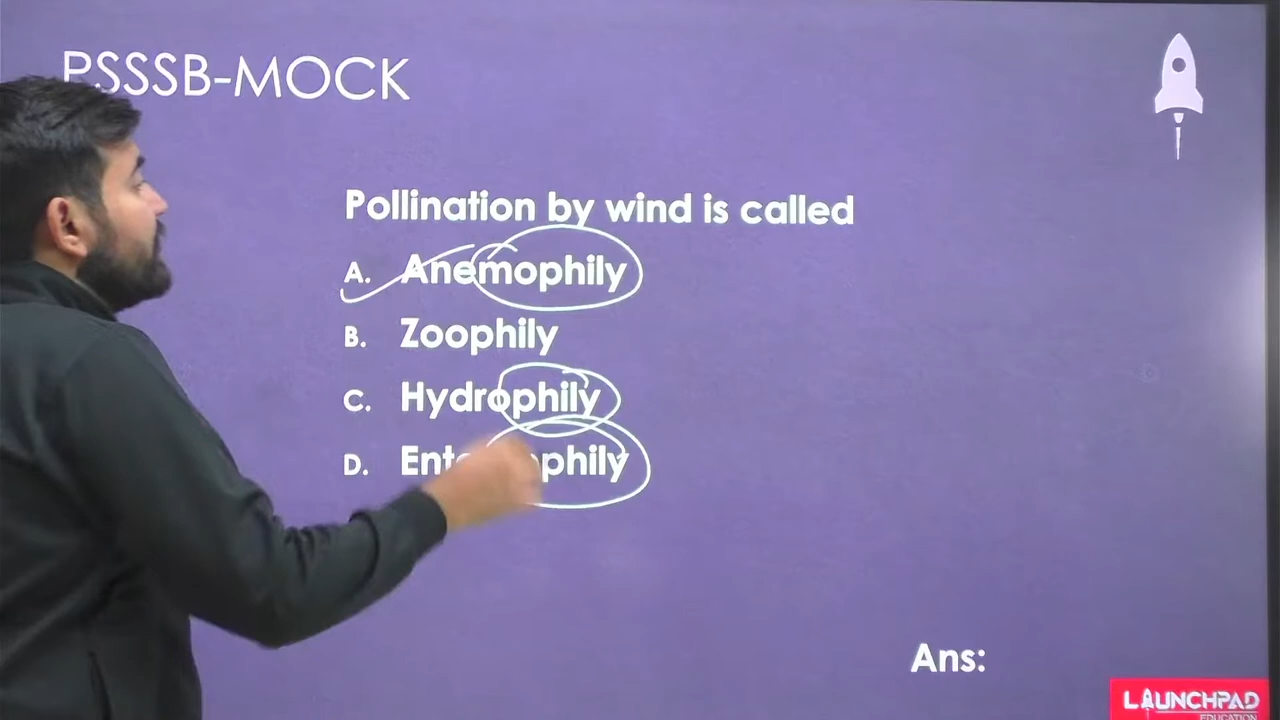 PSSSB-MOCK
Pollination by wind is called
A. Anemophily
B. Zoophily
C. Hydrophily
D.
Ans:
LAUNCHPAD
EDUCATION